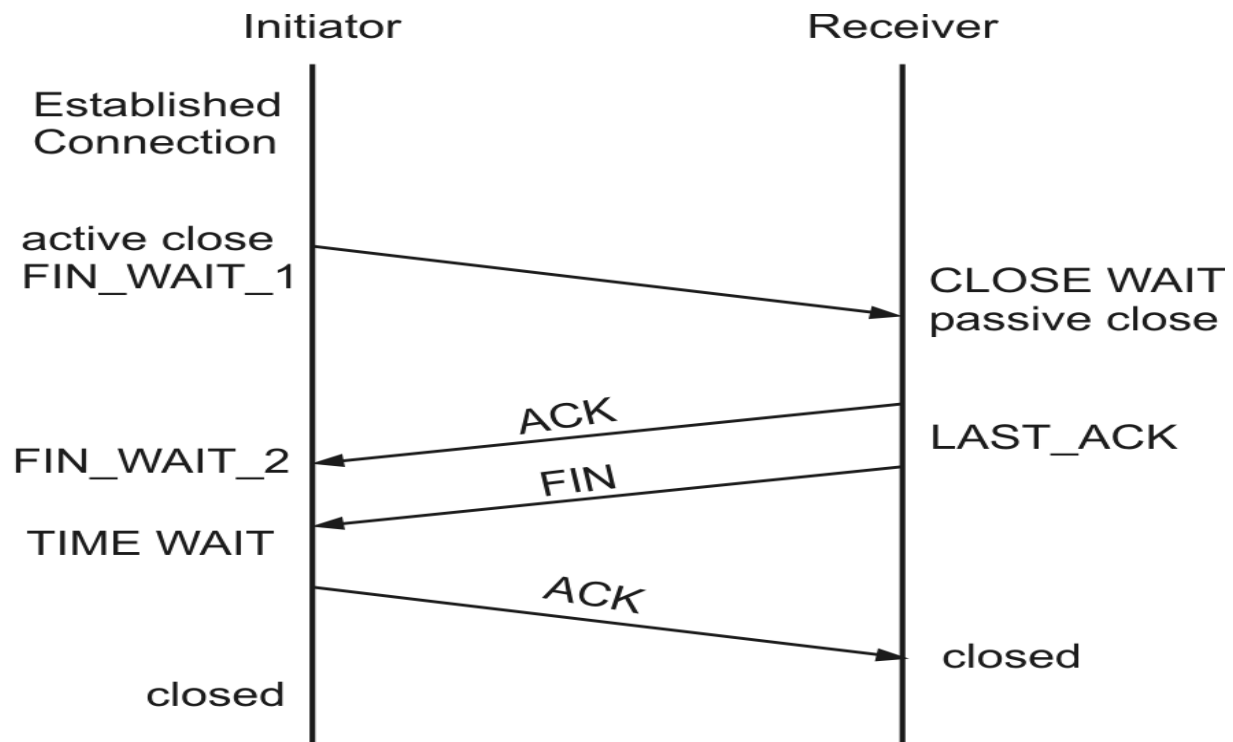 Initiator
Receiver
Established
Connection
active close
FIN_WAIT_1
CLOSE WAIT
passive close
ACK
LAST_ACK
FIN_WAIT_2
FIN
TIME WAIT
ACK
closed
closed